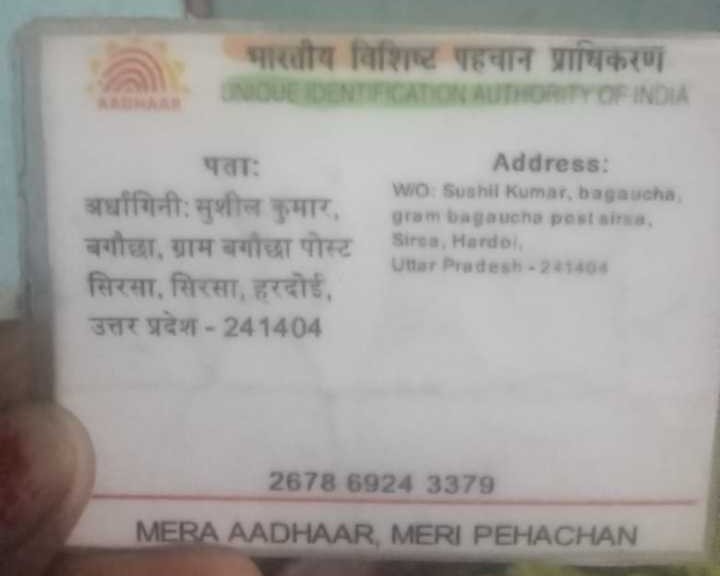 भारतीय विशिष्ट पहचान प्राधिकरण
AADHAAR
UNIQUE IDENTIFICATION AUTHORITY OF INDIA
पता:
अर्धांगिनी: सुशील कुमार,
बगौछा, ग्राम बगौछा पोस्ट
सिरसा, सिरसा, हरदोई,
उत्तर प्रदेश - 241404
Address:
W/O: Sushil Kumar, bagaucha,
gram bagaucha post sirsa,
Sirsa, Hardoi,
Uttar Pradesh - 241404
2678 6924 3379
MERA AADHAAR, MERI PEHACHAN